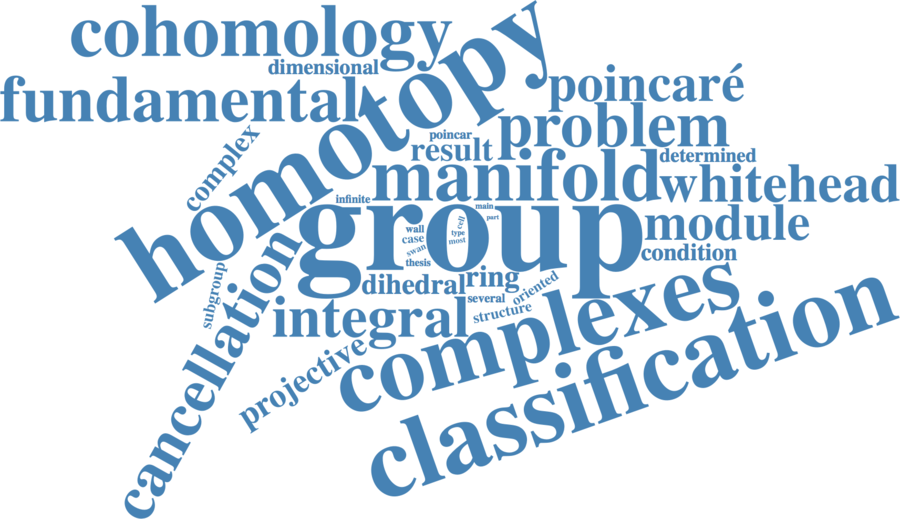 cohomology
dimensional
homotopy
fundamental
poincaré
problem
complex
poincar
result
determined
manifold
whitehead
infinite
group
main
part
module
wall
cell
case
type
most
swan
thesis
condition
cancellation
subgroup
dihedral
ring
several
oriented
structure
integral
complexes
projective
classification